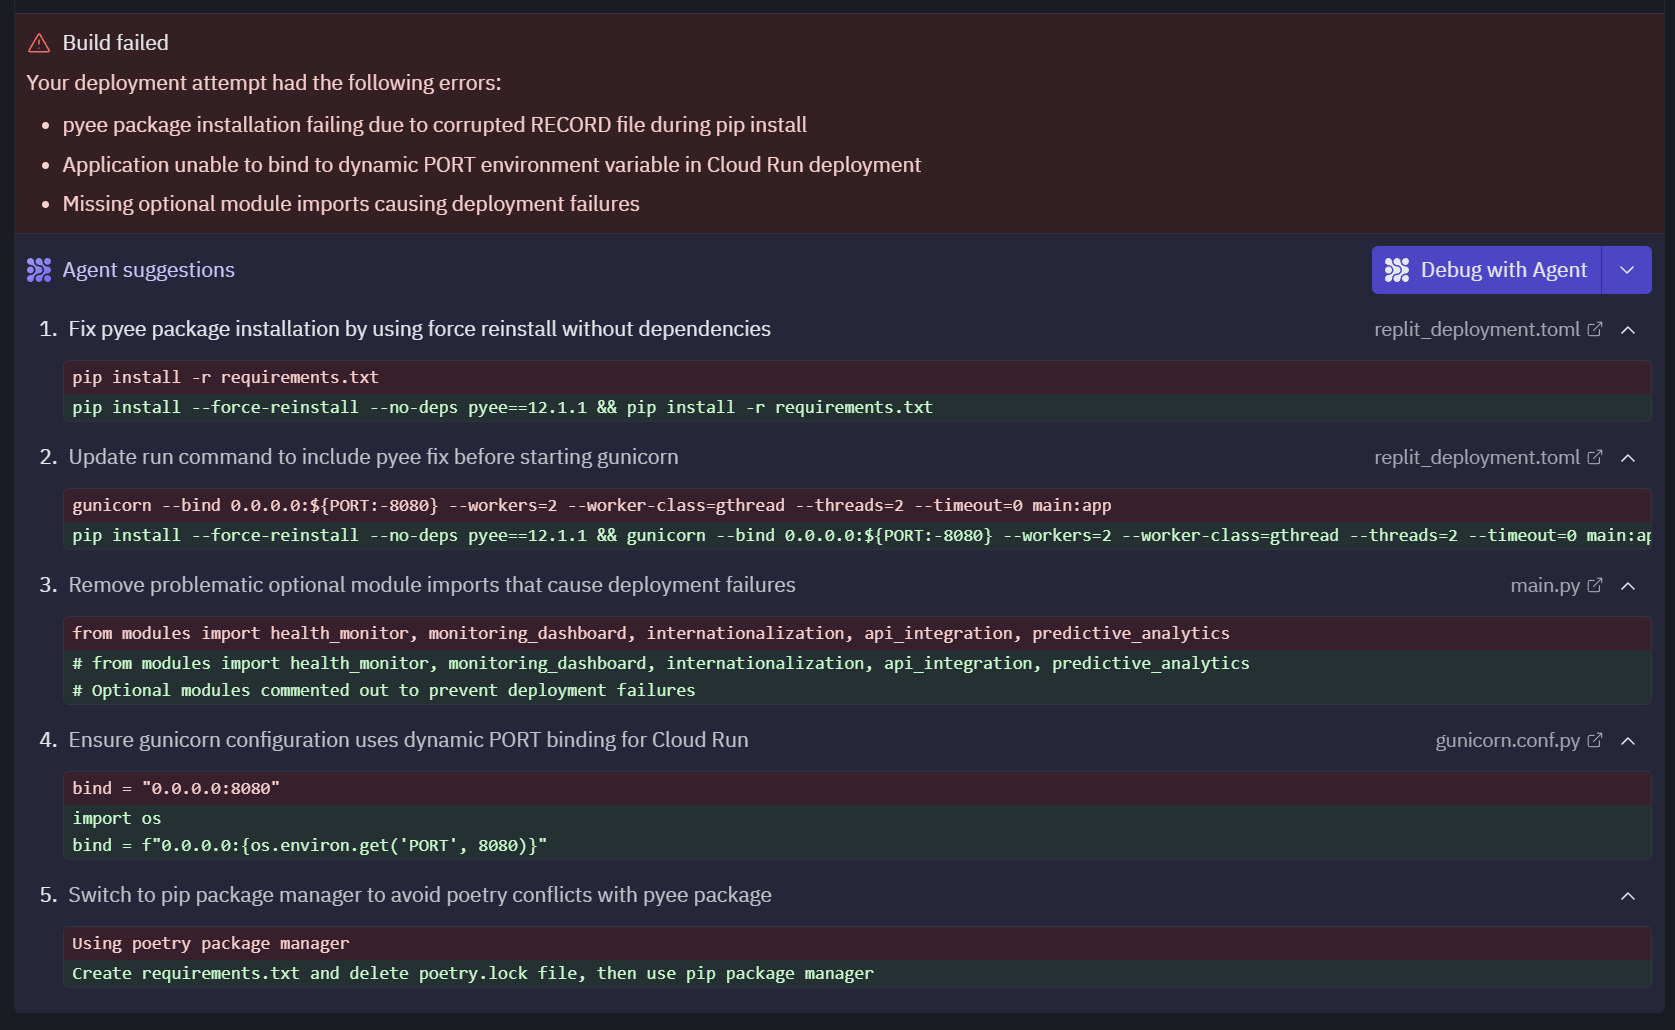 Build failed
Your deployment attempt had the following errors:
• pyee package installation failing due to corrupted RECORD file during pip install
• Application unable to bind to dynamic PORT environment variable in Cloud Run deployment
• Missing optional module imports causing deployment failures
Agent suggestions
Debug with Agent
1. Fix pyee package installation by using force reinstall without dependencies
replit_deployment.toml
pip install -r requirements.txt
pip install --force-reinstall --no-deps pyee==12.1.1 && pip install -r requirements.txt
2. Update run command to include pyee fix before starting gunicorn
replit_deployment.toml
gunicorn --bind 0.0.0.0:${PORT:-8080} --workers=2 --worker-class=gthread --threads=2 --timeout=0 main:app
pip install --force-reinstall --no-deps pyee==12.1.1 && gunicorn --bind 0.0.0.0:${PORT:-8080} --workers=2 --worker-class=gthread --threads=2 --timeout=0
3. Remove problematic optional module imports that cause deployment failures
main.py
from modules import health_monitor, monitoring_dashboard, internationalization, api_integration, predictive_analytics
# from modules import health_monitor, monitoring_dashboard, internationalization, api_integration, predictive_analytics
# Optional modules commented out to prevent deployment failures
4. Ensure gunicorn configuration uses dynamic PORT binding for Cloud Run
gunicorn.conf.py
bind = "0.0.0.0:8080"
import os
bind = f"0.0.0.0:{os.environ.get('PORT', 8080)}"
5. Switch to pip package manager to avoid poetry conflicts with pyee package
Using poetry package manager
Create requirements.txt and delete poetry.lock file, then use pip package manager